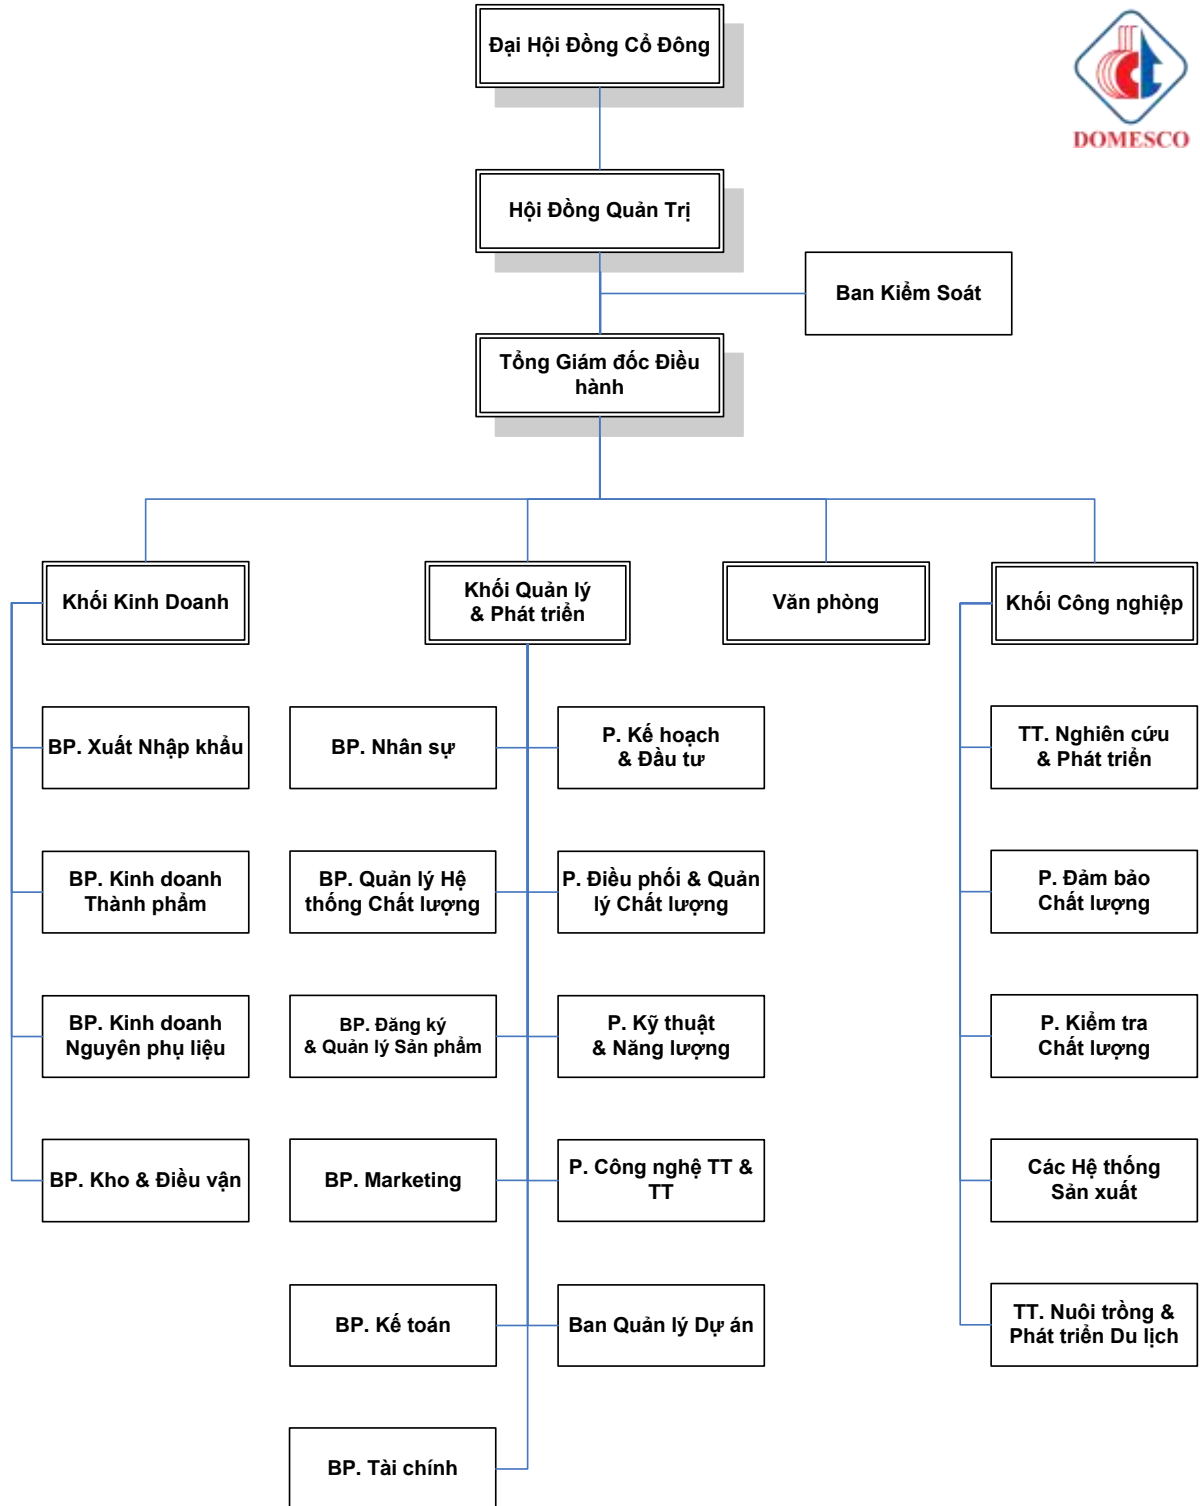 Đại Hội Đồng Cổ Đông
DOMESCO
Hội Đồng Quản Trị
Ban Kiểm Soát
Tổng Giám đốc Điều
hành
Khối Kinh Doanh
Khối Quản lý
& Phát triển
Văn phòng
Khối Công nghiệp
BP. Xuất Nhập khẩu
BP. Nhân sự
P. Kế hoạch
& Đầu tư
TT. Nghiên cứu
& Phát triển
BP. Kinh doanh
Thành phẩm
BP. Quản lý Hệ
thống Chất lượng
P. Điều phối & Quản
lý Chất lượng
P. Đảm bảo
Chất lượng
BP. Kinh doanh
Nguyên phụ liệu
BP. Đăng ký
& Quản lý Sản phẩm
P. Kỹ thuật
& Năng lượng
P. Kiểm tra
Chất lượng
BP. Kho & Điều vận
BP. Marketing
P. Công nghệ TT &
TT
Các Hệ thống
Sản xuất
BP. Kế toán
Ban Quản lý Dự án
TT. Nuôi trồng &
Phát triển Du lịch
BP. Tài chính